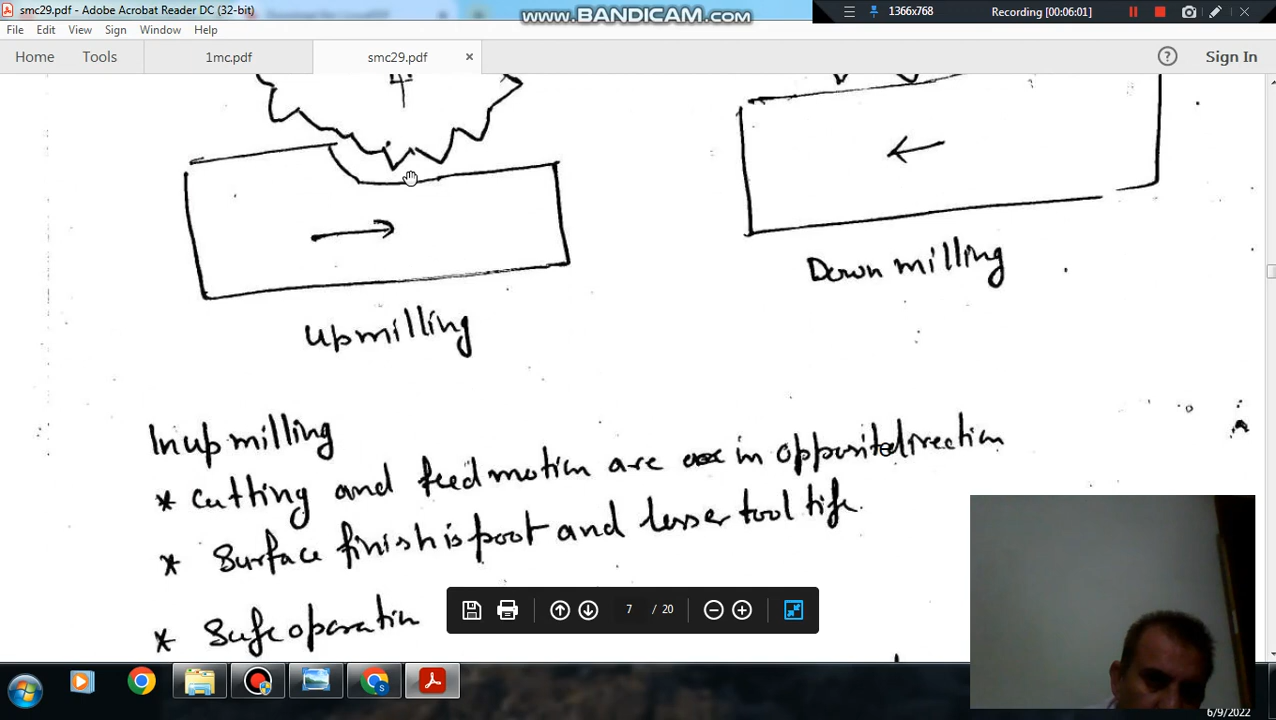 smc29.pdf - Adobe Acrobat Reader DC (32-bit)
www.BANDICAM.com
1366x768
Recording [00:06:01]
File Edit View Sign Window Help
Home Tools 1mc.pdf smc29.pdf × Sign In
Upmilling
Down milling
In up milling
* Cutting and feed motion are in opposite direction
* Surface finish is poor and lesser tool life
* Safe operation
7 / 20
6/9/2022